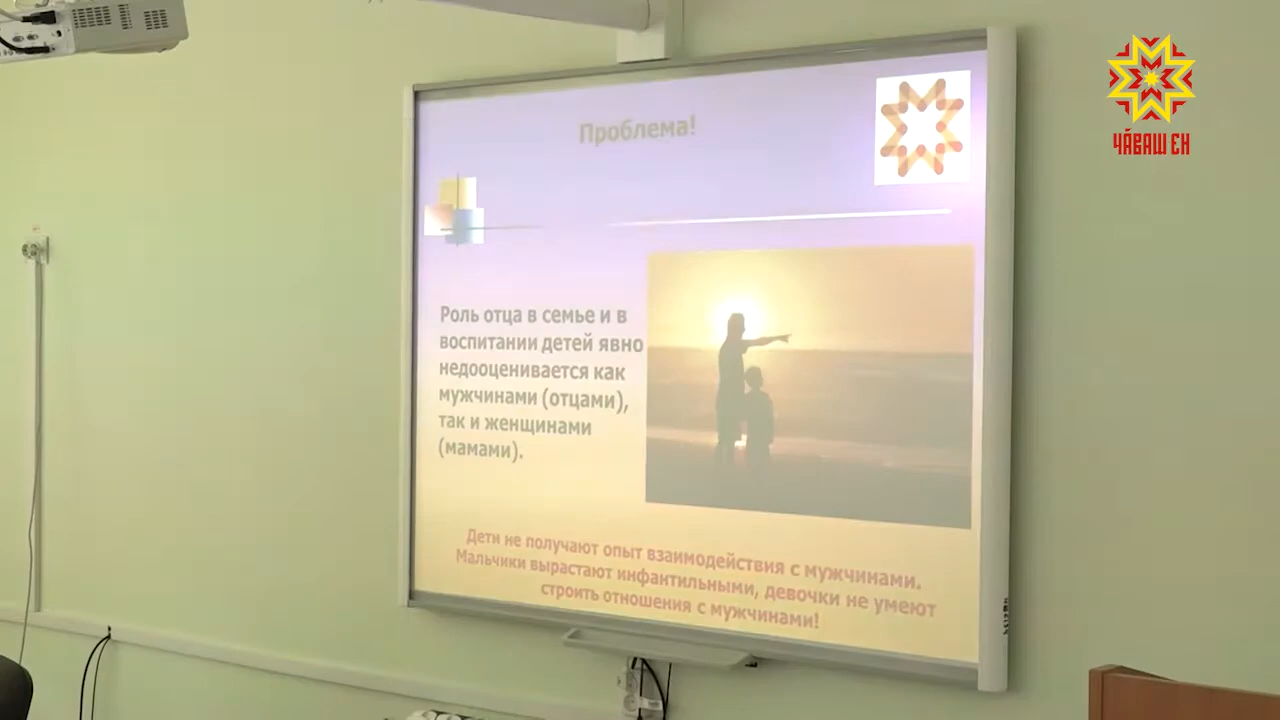 Проблема!
ЧӐВАШ ЕН
Роль отца в семье и в
воспитании детей явно
недооценивается как
мужчинами (отцами),
так и женщинами
(мамами).
Дети не получают опыт взаимодействия с мужчинами.
Мальчики вырастают инфантильными, девочки не умеют
строить отношения с мужчинами!